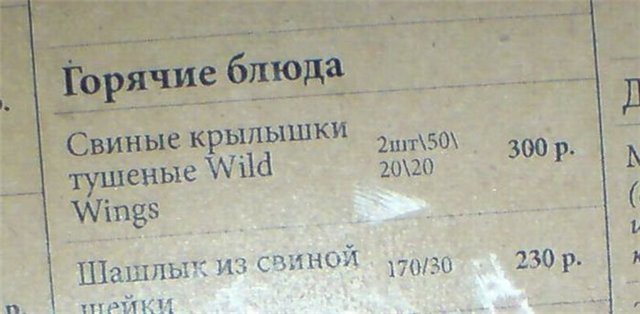 Горячие блюда
Свиные крылышки
тушеные Wild
Wings
2шт\50\
20\20
300 р.
Шашлык из свиной
шейки
170/30
230 р.